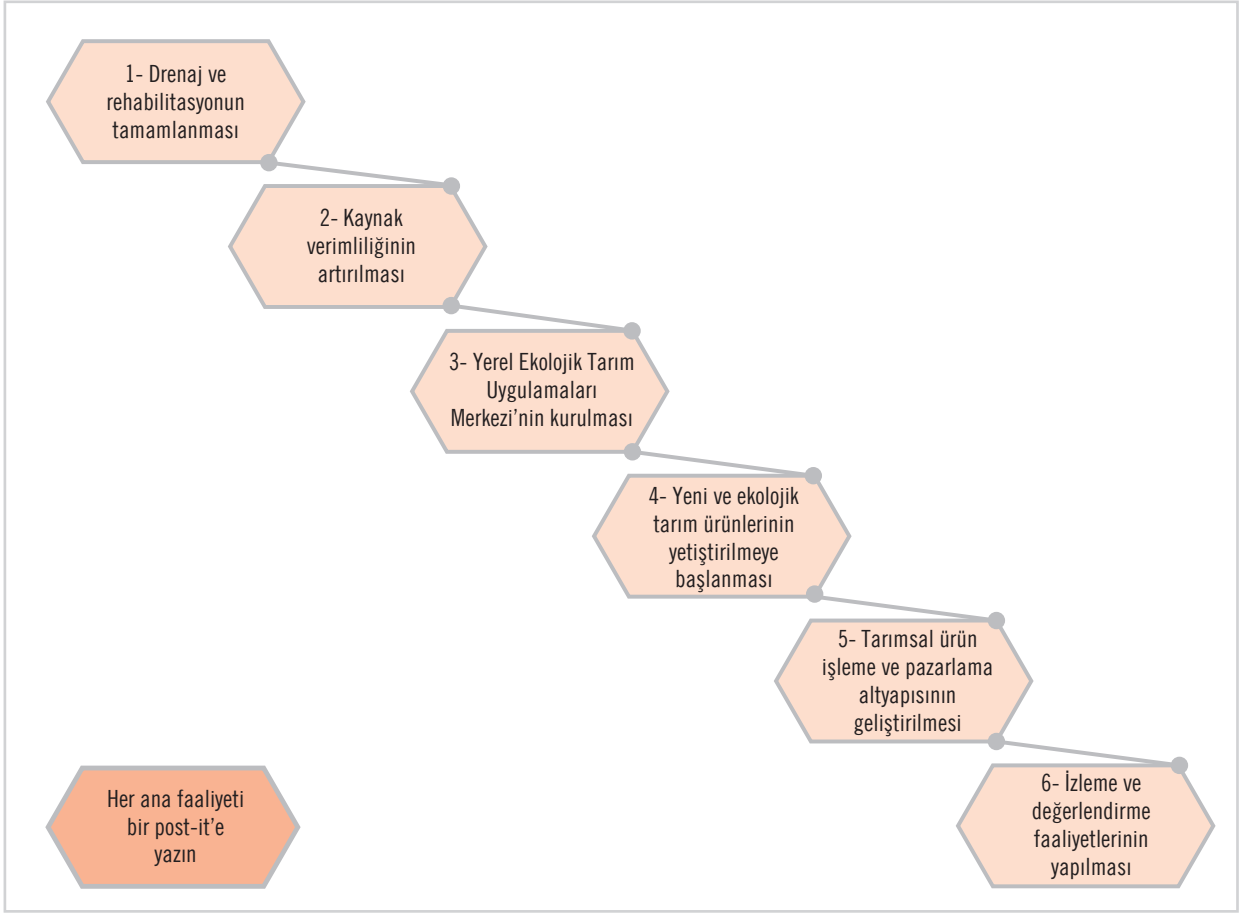 1- Drenaj ve
rehabilitasyonun
tamamlanması
2- Kaynak
verimliliğinin
artırılması
3- Yerel Ekolojik Tarım
Uygulamaları
Merkezi’nin kurulması
4- Yeni ve ekolojik
tarım ürünlerinin
yetiştirilmeye
başlanması
5- Tarımsal ürün
işleme ve pazarlama
altyapısının
geliştirilmesi
6- İzleme ve
değerlendirme
faaliyetlerinin
yapılması
Her ana faaliyeti
bir post-it’e
yazın